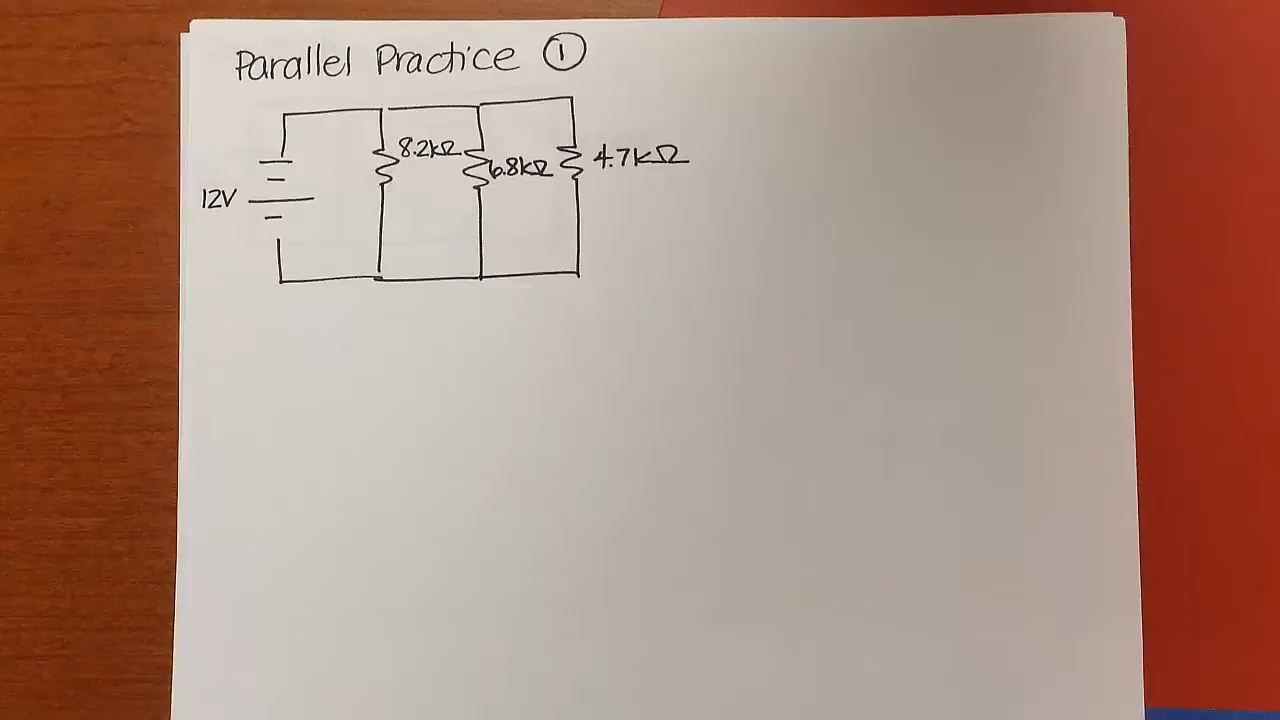 Parallel Practice ①
8.2kΩ
6.8kΩ
4.7kΩ
12V